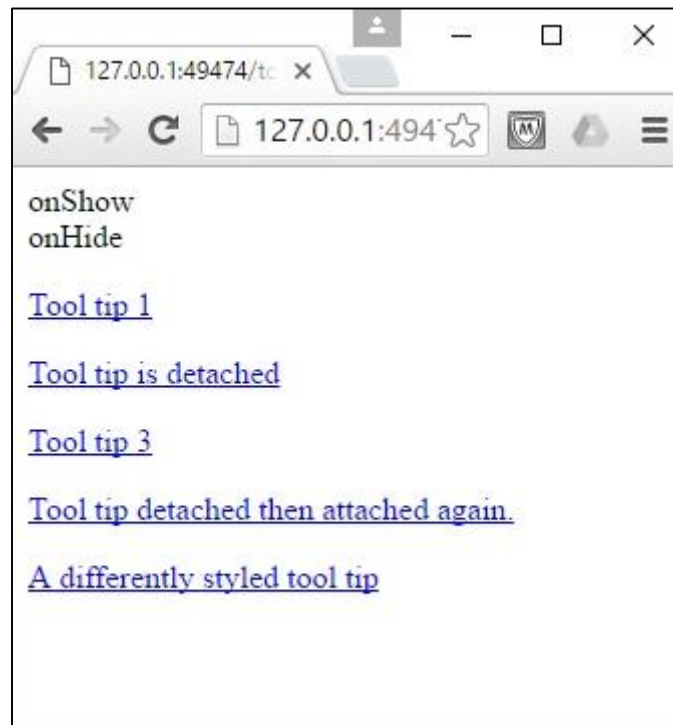 127.0.0.1:49474/tc
127.0.0.1:494
onShow
onHide
Tool tip 1
Tool tip is detached
Tool tip 3
Tool tip detached then attached again.
A differently styled tool tip